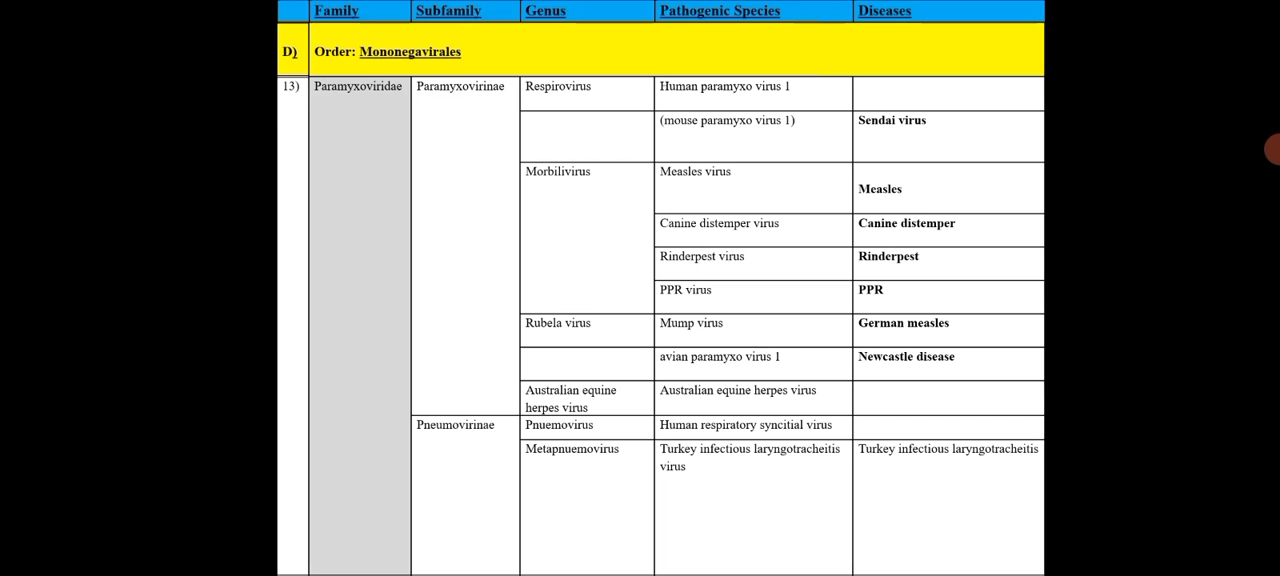 Family Subfamily Genus Pathogenic Species Diseases
D) Order: Mononegavirales
13) Paramyxoviridae Paramyxovirinae Respirovirus Human paramyxo virus 1
(mouse paramyxo virus 1) Sendai virus
Morbilivirus Measles virus
Measles
Canine distemper virus Canine distemper
Rinderpest virus Rinderpest
PPR virus PPR
Rubela virus Mump virus German measles
avian paramyxo virus 1 Newcastle disease
Australian equine Australian equine herpes virus
herpes virus
Pneumovirinae Pnuemovirus Human respiratory syncitial virus
Metapnuemovirus Turkey infectious laryngotracheitis Turkey infectious laryngotracheitis
virus